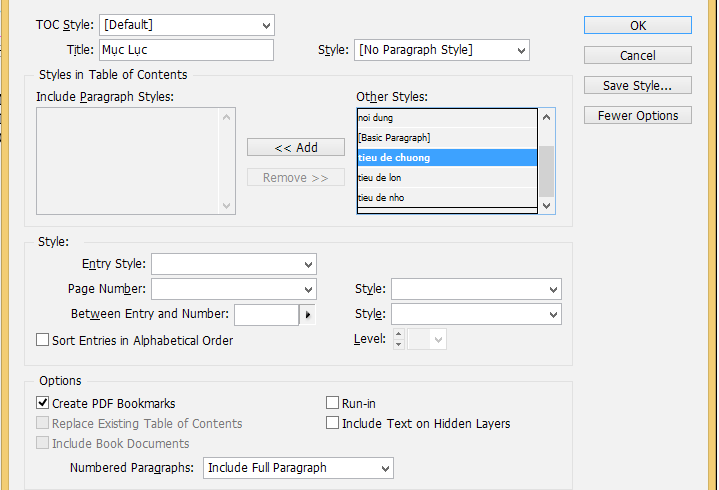 TOC Style: [Default] OK
Title: Mục Lục Style: [No Paragraph Style]
Cancel
Styles in Table of Contents
Save Style...
Include Paragraph Styles: Other Styles:
Fewer Options
noi dung
[Basic Paragraph]
<< Add
tieu de chuong
Remove >>
tieu de lon
tieu de nho
Style:
Entry Style:
Page Number: Style:
Between Entry and Number: Style:
Sort Entries in Alphabetical Order Level:
Options
Create PDF Bookmarks Run-in
Replace Existing Table of Contents Include Text on Hidden Layers
Include Book Documents
Numbered Paragraphs: Include Full Paragraph